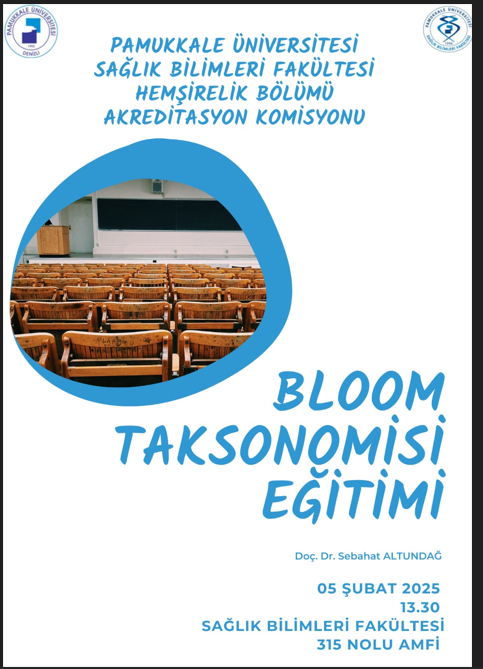 PAMUKKALE ÜNİVERSİTESİ
SAĞLIK BİLİMLERİ FAKÜLTESİ
HEMŞİRELİK BÖLÜMÜ
AKREDİTASYON KOMİSYONU
BLOOM
TAKSONOMİSİ
EĞİTİMİ
Doç. Dr. Sebahat ALTUNDAĞ
05 ŞUBAT 2025
13.30
SAĞLIK BİLİMLERİ FAKÜLTESİ
315 NOLU AMFİ